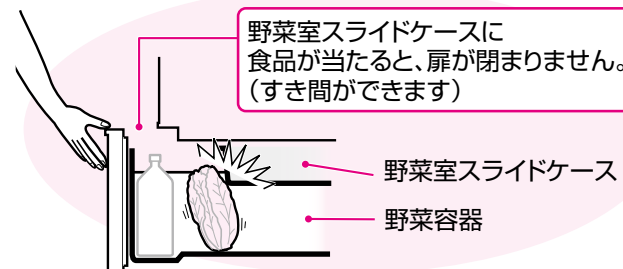 野菜室スライドケースに
食品が当たると、扉が閉まりません。
（すき間ができます）
野菜室スライドケース
野菜容器